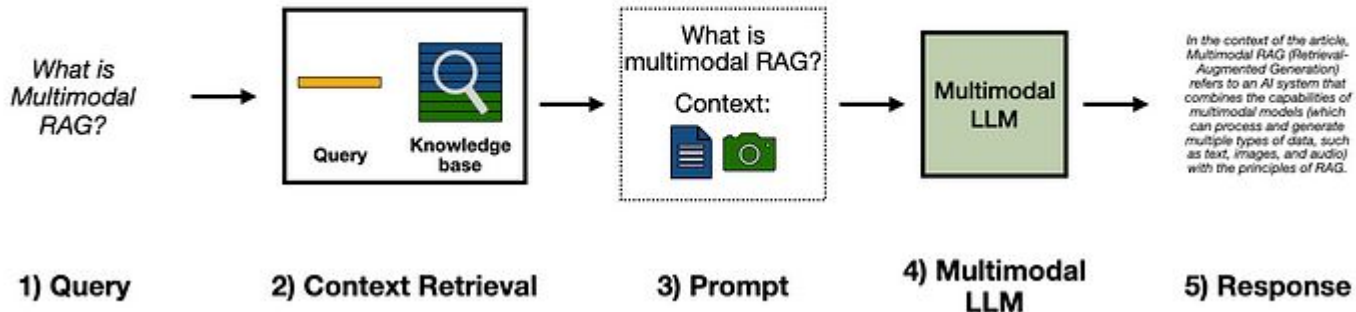 What is
Multimodal
RAG?
Query
Knowledge
base
What is
multimodal RAG?
Context:
Multimodal
LLM
In the context of the article,
Multimodal RAG (Retrieval-
Augmented Generation)
refers to an AI system that
combines the capabilities of
multimodal models (which
can process and generate
multiple types of data, such
as text, images, and audio)
with the principles of RAG.
1) Query
2) Context Retrieval
3) Prompt
4) Multimodal
LLM
5) Response